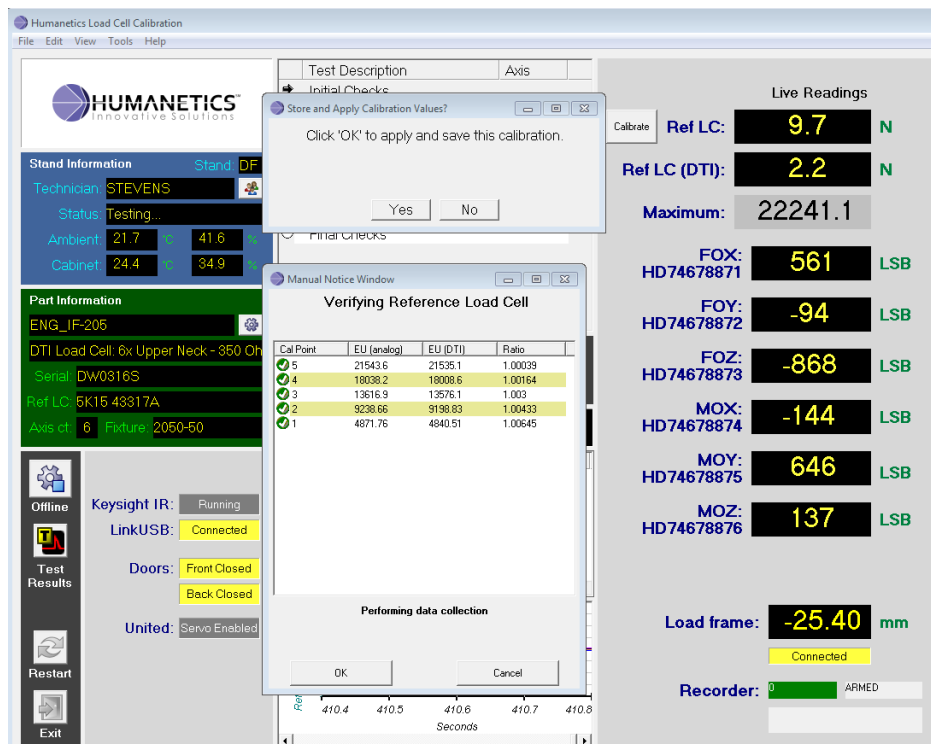 Humanetics Load Cell Calibration
File Edit View Tools Help
HUMANETICS™
Innovative Solutions
Stand Information Stand: DF
Technician: STEVENS
Status: Testing...
Ambient: 21.7 °C 41.6 %
Cabinet: 24.4 °C 34.9 %
Part Information
ENG_IF-205
DTI Load Cell: 6x Upper Neck - 350 Oh
Serial: DW0316S
Ref LC: 5K15 43317A
Axis ct: 6 Fixture: 2050-50
Offline
Test
Results
Restart
Exit
Keysight IR: Running
LinkUSB: Connected
Doors: Front Closed
Back Closed
United: Servo Enabled
Test Description Axis
Initial Checks
Store and Apply Calibration Values?
Click 'OK' to apply and save this calibration.
Yes No
Final Checks
Manual Notice Window
Verifying Reference Load Cell
Cal Point EU (analog) EU (DTI) Ratio
5 21543.6 21535.1 1.00039
4 18038.2 18008.6 1.00164
3 13616.9 13576.1 1.003
2 9238.66 9198.83 1.00433
1 4871.76 4840.51 1.00645
Performing data collection
OK Cancel
Ref
410.4 410.5 410.6 410.7 410.8
Seconds
Live Readings
Calibrate Ref LC: 9.7 N
Ref LC (DTI): 2.2 N
Maximum: 22241.1
FOX:
HD74678871 561 LSB
FOY:
HD74678872 -94 LSB
FOZ:
HD74678873 -868 LSB
MOX:
HD74678874 -144 LSB
MOY:
HD74678875 646 LSB
MOZ:
HD74678876 137 LSB
Load frame: -25.40 mm
Connected
Recorder: 0 ARMED